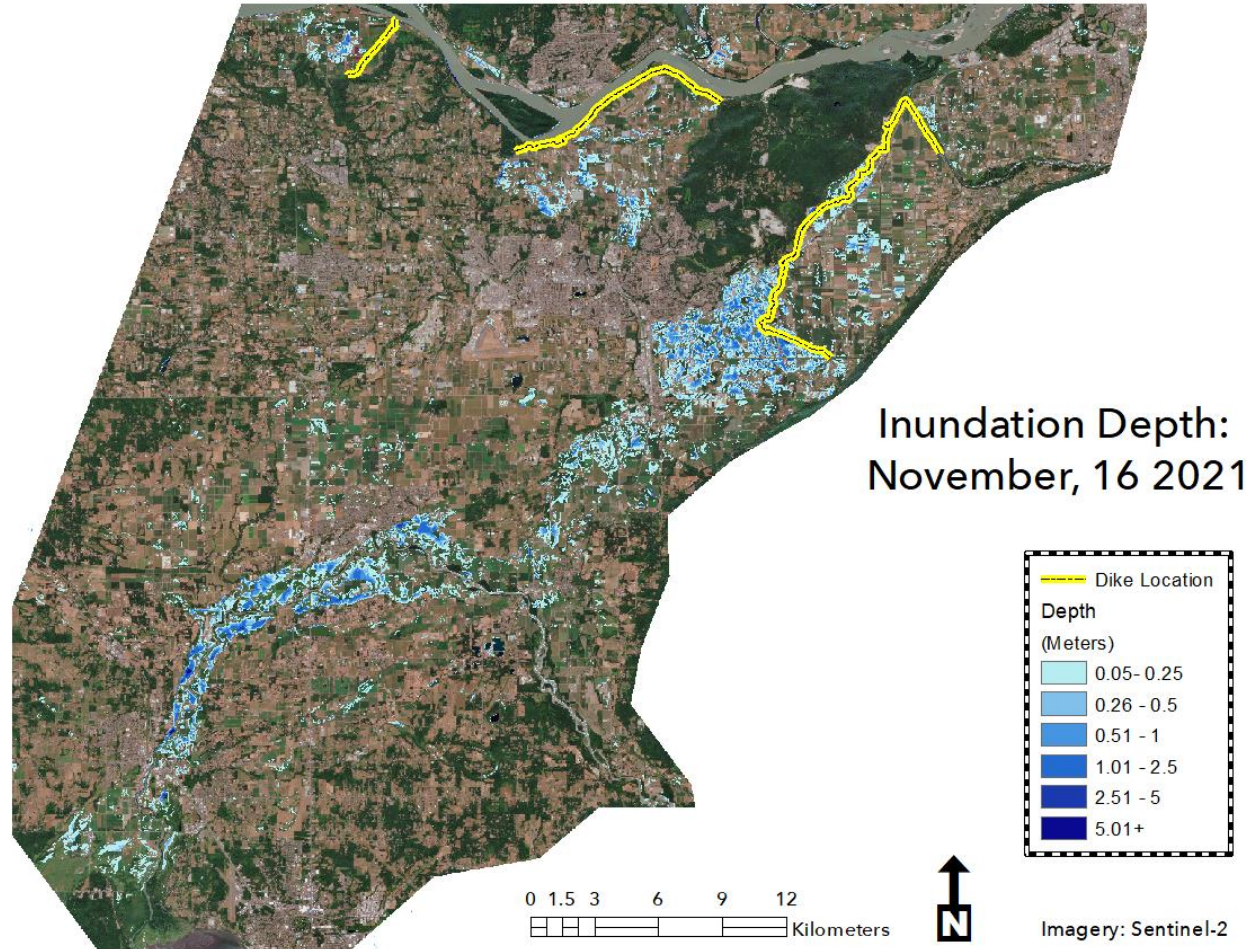 Inundation Depth:
November, 16 2021
Dike Location
Depth
(Meters)
0.05- 0.25
0.26 - 0.5
0.51 - 1
1.01 - 2.5
2.51 - 5
5.01+
0 1.5 3 6 9 12
Kilometers
N
Imagery: Sentinel-2